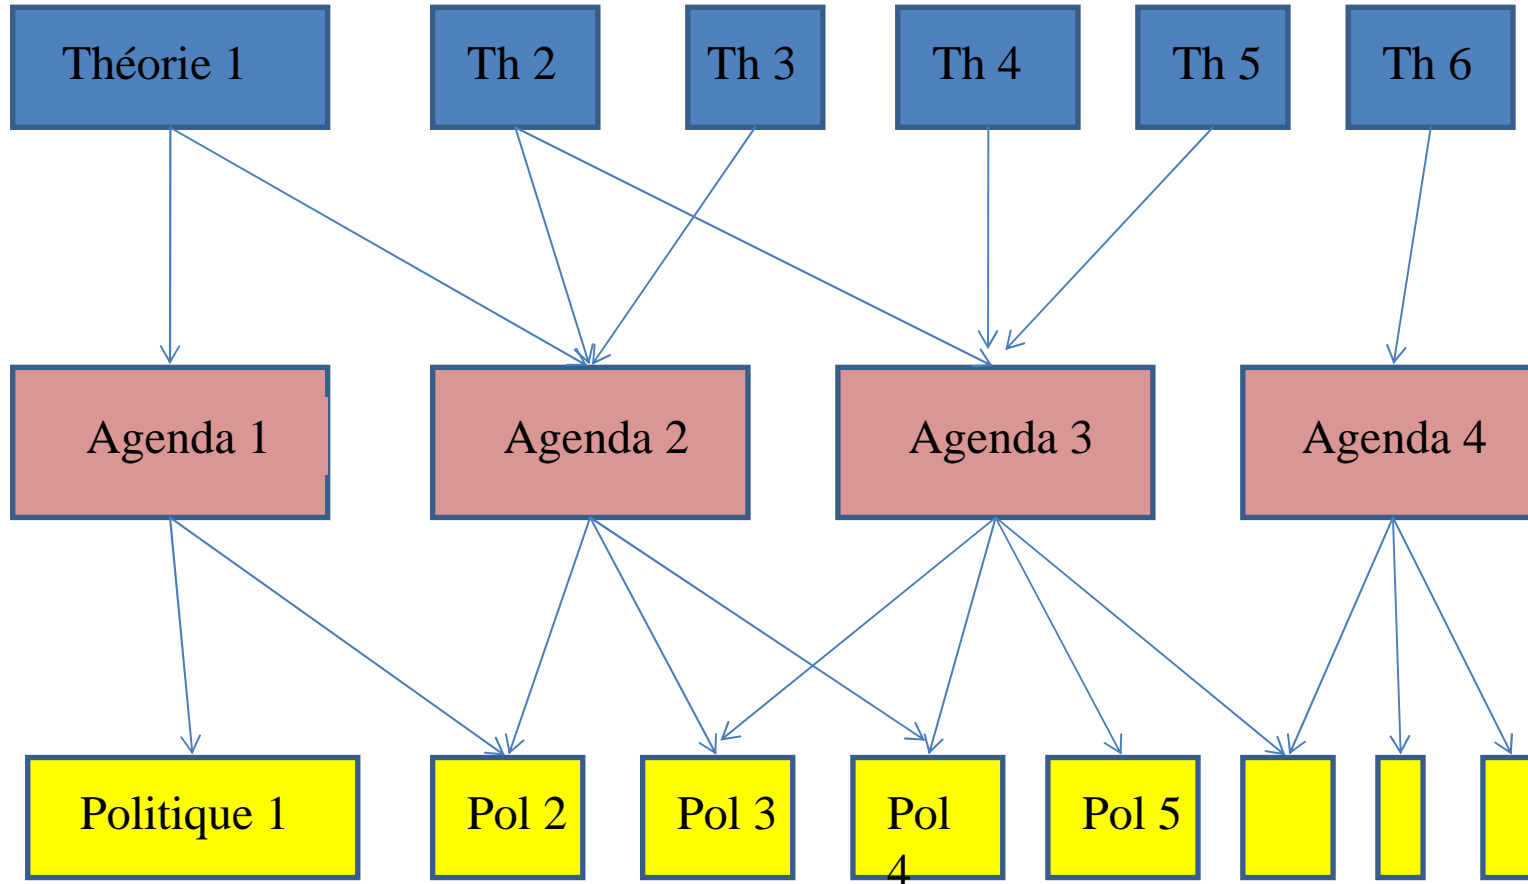 Théorie 1
Th 2
Th 3
Th 4
Th 5
Th 6
Agenda 1
Agenda 2
Agenda 3
Agenda 4
Politique 1
Pol 2
Pol 3
Pol
4
Pol 5